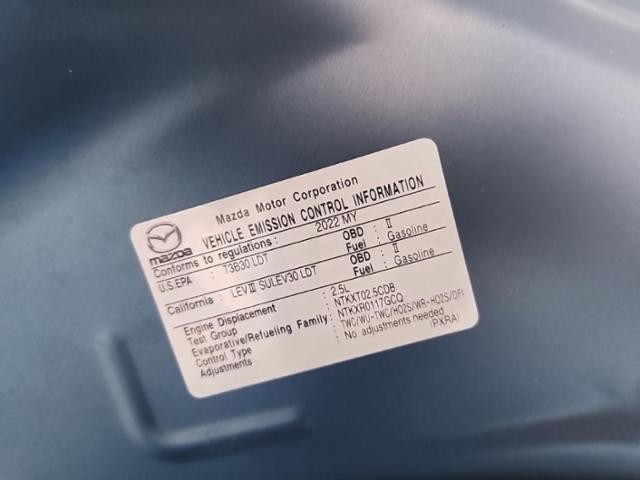 Mazda Motor Corporation
mazda VEHICLE EMISSION CONTROL INFORMATION
Conforms to regulations : 2022 MY
U.S.EPA : T3B30 LDT OBD : II
Fuel : Gasoline
California : LEV III SULEV30 LDT OBD : II
Fuel : Gasoline
Engine Displacement : 2.5L
Test Group : NTKXT02.5CDB
Evaporative/Refueling Family : NTKXR0117GCQ
Control Type : TWC/WU-TWC/HO2S/WR-HO2S/DFI
Adjustments : No adjustments needed
(PXRA)